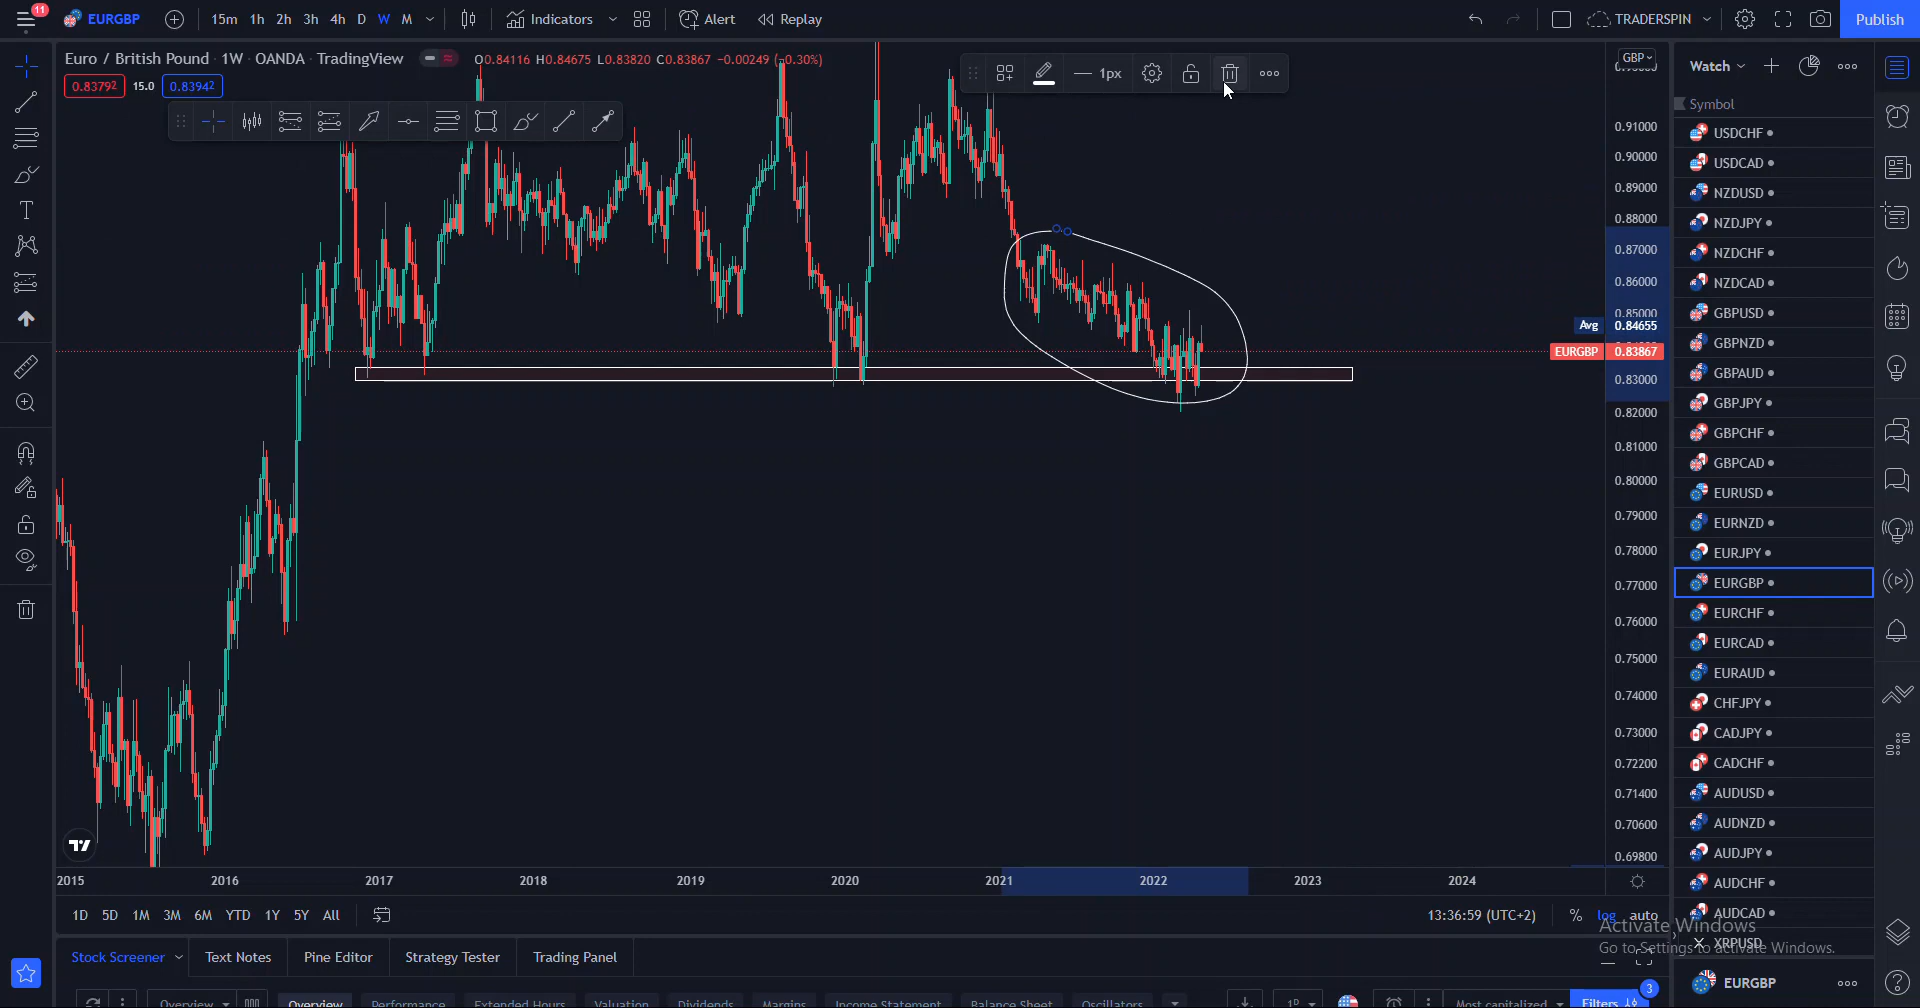 11
EURGBP
15m 1h 2h 3h 4h D W M
Indicators
Alert
Replay
TRADERSPIN
Publish
Euro / British Pound · 1W · OANDA · TradingView
O0.84116 H0.84675 L0.83820 C0.83867 −0.00249 (−0.30%)
0.83792 15.0 0.83942
1px
GBP
0.91000
0.90000
0.89000
0.88000
0.87000
0.86000
0.85000
Avg 0.84655
EURGBP 0.83867
0.83000
0.82000
0.81000
0.80000
0.79000
0.78000
0.77000
0.76000
0.75000
0.74000
0.73000
0.72200
0.71400
0.70600
0.69800
Watch
Symbol
USDCHF
USDCAD
NZDUSD
NZDJPY
NZDCHF
NZDCAD
GBPUSD
GBPNZD
GBPAUD
GBPJPY
GBPCHF
GBPCAD
EURUSD
EURNZD
EURJPY
EURGBP
EURCHF
EURCAD
EURAUD
CHFJPY
CADJPY
CADCHF
AUDUSD
AUDNZD
AUDJPY
AUDCHF
AUDCAD
XRPUSD
EURGBP
2015 2016 2017 2018 2019 2020 2021 2022 2023 2024
1D 5D 1M 3M 6M YTD 1Y 5Y All
13:36:59 (UTC+2) % log auto
Activate Windows
Go to Settings to activate Windows.
Stock Screener Text Notes Pine Editor Strategy Tester Trading Panel
Overview Overview Performance Extended Hours Valuation Dividends Margins Income Statement Balance Sheet Oscillators 1D Most capitalized Filters 3